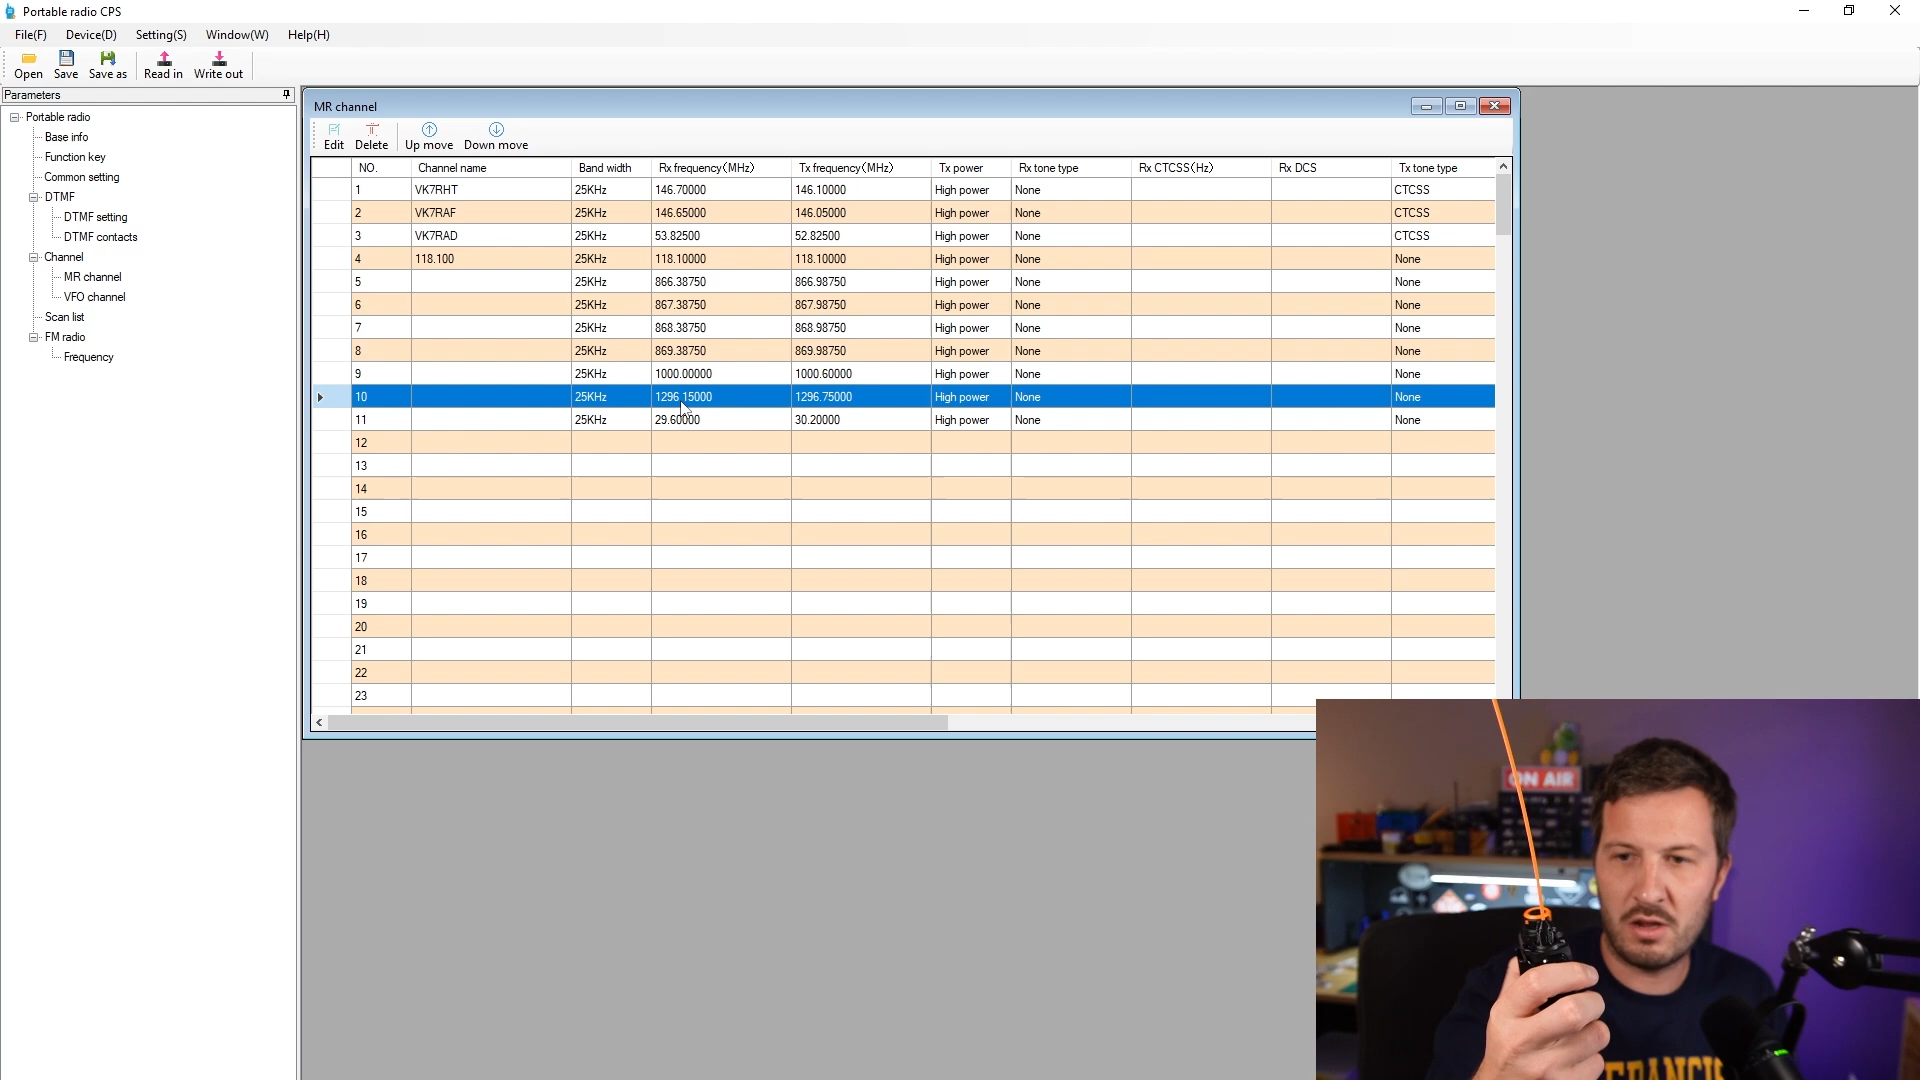 Portable radio CPS
File(F) Device(D) Setting(S) Window(W) Help(H)
Open Save Save as Read in Write out
Parameters
Portable radio
Base info
Function key
Common setting
DTMF
DTMF setting
DTMF contacts
Channel
MR channel
VFO channel
Scan list
FM radio
Frequency
MR channel
Edit Delete Up move Down move
NO. Channel name Band width Rx frequency(MHz) Tx frequency(MHz) Tx power Rx tone type Rx CTCSS(Hz) Rx DCS Tx tone type
1 VK7RHT 25KHz 146.70000 146.10000 High power None CTCSS
2 VK7RAF 25KHz 146.65000 146.05000 High power None CTCSS
3 VK7RAD 25KHz 53.82500 52.82500 High power None CTCSS
4 118.100 25KHz 118.10000 118.10000 High power None None
5 25KHz 866.38750 866.98750 High power None None
6 25KHz 867.38750 867.98750 High power None None
7 25KHz 868.38750 868.98750 High power None None
8 25KHz 869.38750 869.98750 High power None None
9 25KHz 1000.00000 1000.60000 High power None None
10 25KHz 1296.15000 1296.75000 High power None None
11 25KHz 29.60000 30.20000 High power None None
12
13
14
15
16
17
18
19
20
21
22
23
ON AIR
FRANCIS